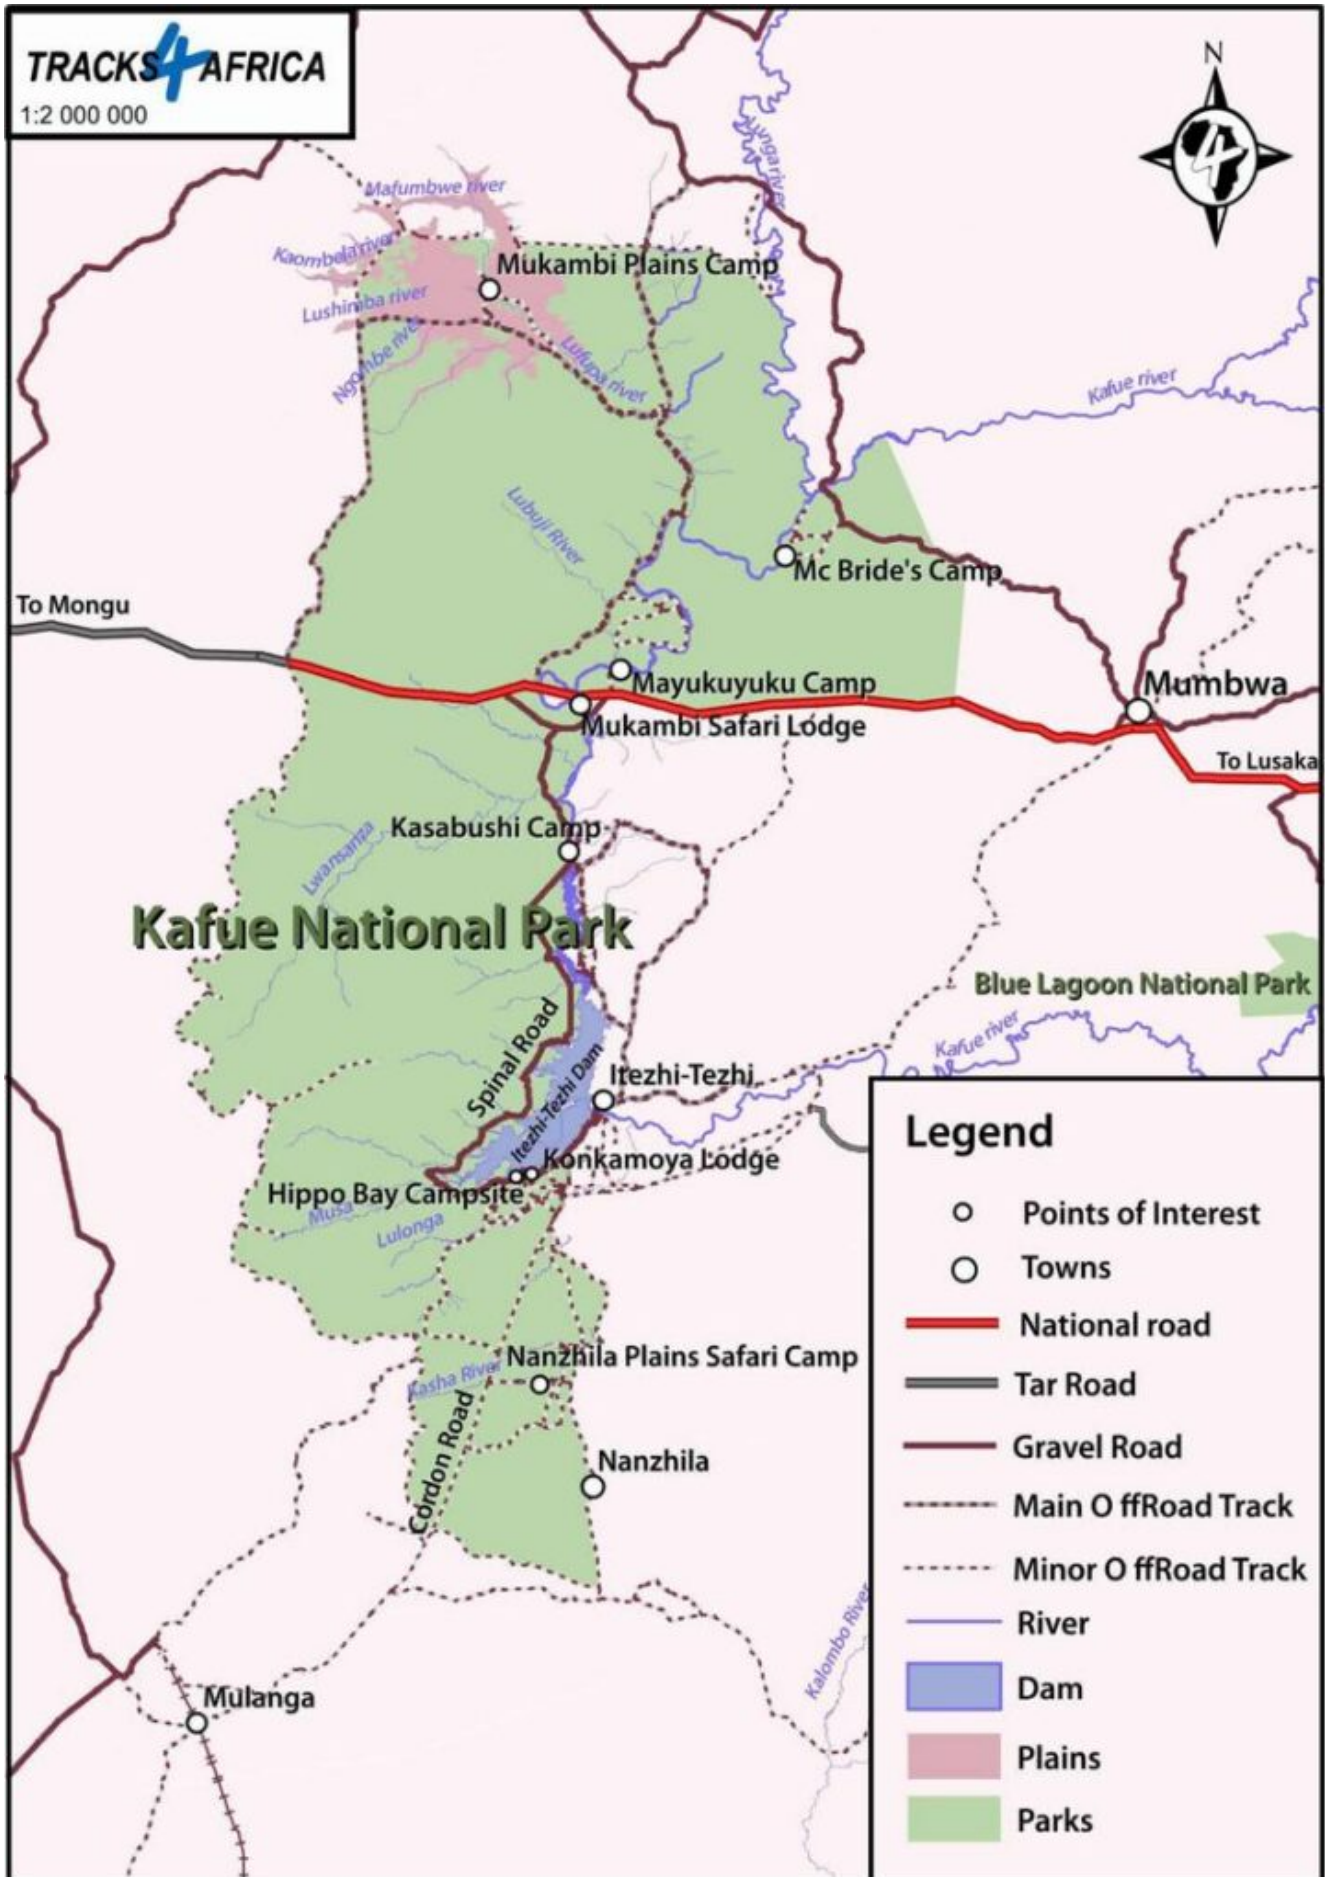 TRACKS4AFRICA
1:2 000 000
N
Lunga river
Mafumbwe river
Kaombela river
Mukambi Plains Camp
Lushimba river
Ngombe river
Lufupa river
Kafue river
Lubuji River
Mc Bride's Camp
To Mongu
Mayukuyuku Camp
Mumbwa
Mukambi Safari Lodge
To Lusaka
Kasabushi Camp
Lwansanza
Kafue National Park
Blue Lagoon National Park
Kafue river
Spinal Road
Itezhi-Tezhi Dam
Itezhi-Tezhi
Konkamoya Lodge
Hippo Bay Campsite
Musa
Lulonga
Nanzhila Plains Safari Camp
Kasha River
Cordon Road
Nanzhila
Kalombo River
Mulanga
Legend
Points of Interest
Towns
National road
Tar Road
Gravel Road
Main O ffRoad Track
Minor O ffRoad Track
River
Dam
Plains
Parks